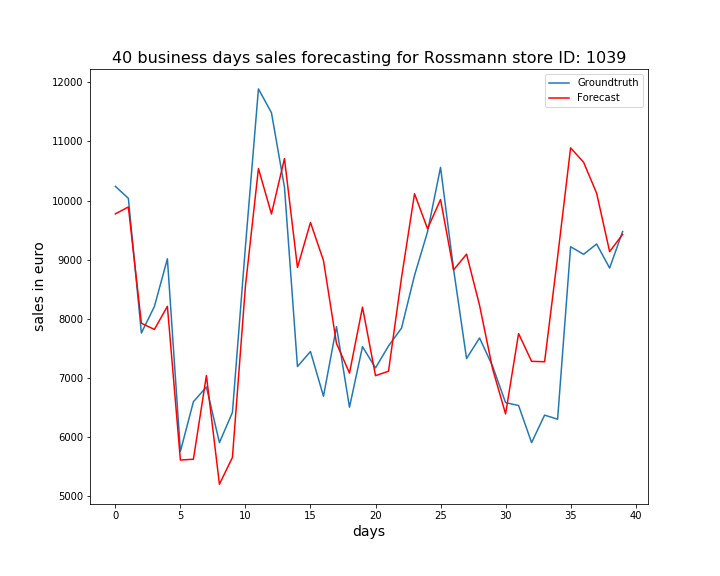 40 business days sales forecasting for Rossmann store ID: 1039
Groundtruth
Forecast
12000
11000
10000
9000
8000
7000
6000
5000
sales in euro
0 5 10 15 20 25 30 35 40
days